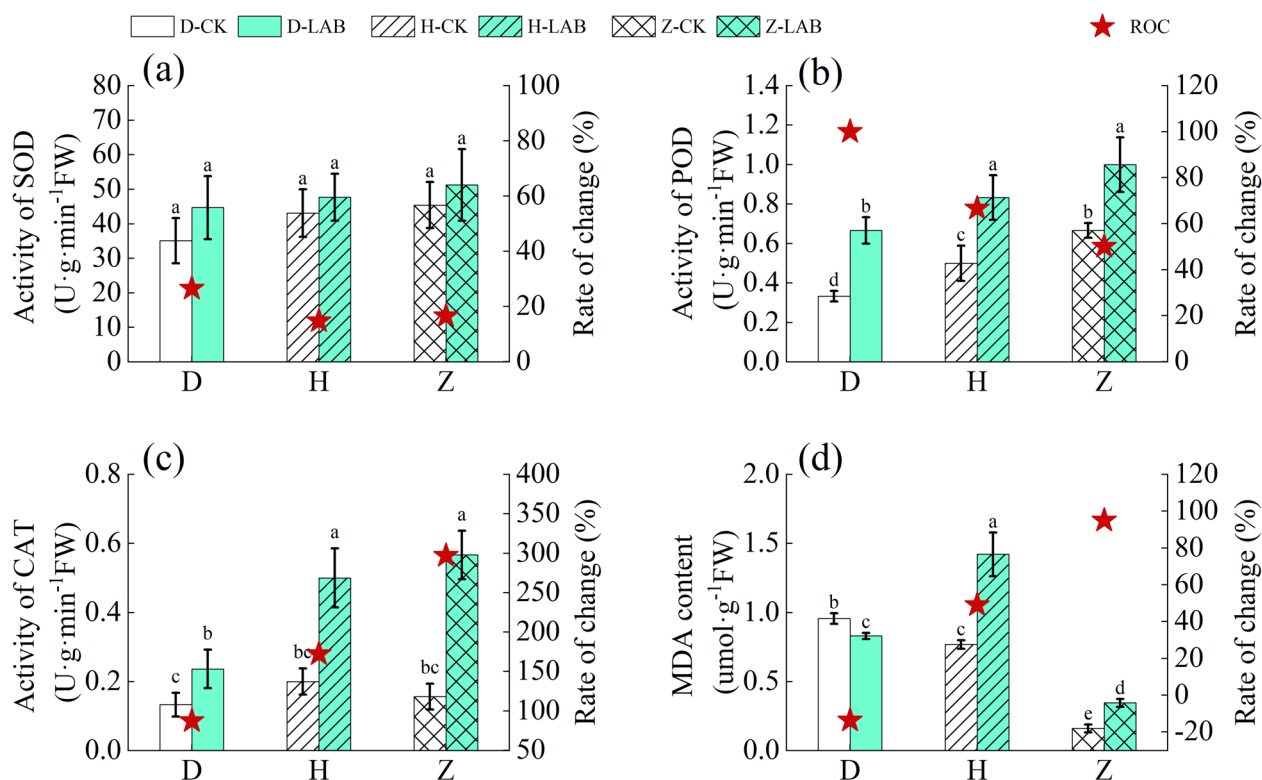 D-CK D-LAB H-CK H-LAB Z-CK Z-LAB ROC
(a)
Activity of SOD
(U·g·min-1FW)
80
70
60
50
40
30
20
10
0
a a a a a a
D H Z
100
80
60
40
20
0
Rate of change (%)
(b)
Activity of POD
(U·g·min-1FW)
1.4
1.2
1.0
0.8
0.6
0.4
0.2
0.0
d b c a b a
D H Z
120
100
80
60
40
20
0
Rate of change (%)
(c)
Activity of CAT
(U·g·min-1FW)
0.8
0.6
0.4
0.2
0.0
c b bc a bc a
D H Z
400
350
300
250
200
150
100
50
Rate of change (%)
(d)
MDA content
(umol·g-1FW)
2.0
1.5
1.0
0.5
0.0
b c c a e d
D H Z
120
100
80
60
40
20
0
-20
Rate of change (%)